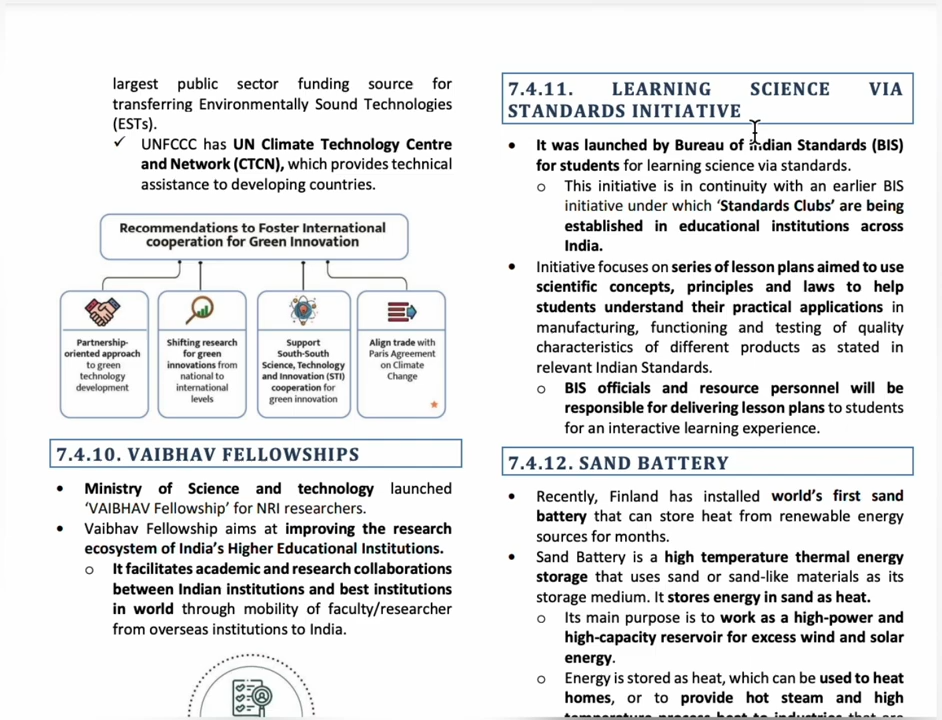 largest public sector funding source for
transferring Environmentally Sound Technologies
(ESTs).
✓ UNFCCC has UN Climate Technology Centre
and Network (CTCN), which provides technical
assistance to developing countries.
Recommendations to Foster International
cooperation for Green Innovation
Partnership-
oriented approach
to green
technology
development
Shifting research
for green
innovations from
national to
international
levels
Support
South-South
Science, Technology
and Innovation (STI)
cooperation for
green innovation
Align trade with
Paris Agreement
on Climate
Change
7.4.10. VAIBHAV FELLOWSHIPS
• Ministry of Science and technology launched
‘VAIBHAV Fellowship’ for NRI researchers.
• Vaibhav Fellowship aims at improving the research
ecosystem of India’s Higher Educational Institutions.
o It facilitates academic and research collaborations
between Indian institutions and best institutions
in world through mobility of faculty/researcher
from overseas institutions to India.
7.4.11. LEARNING SCIENCE VIA
STANDARDS INITIATIVE
• It was launched by Bureau of Indian Standards (BIS)
for students for learning science via standards.
o This initiative is in continuity with an earlier BIS
initiative under which ‘Standards Clubs’ are being
established in educational institutions across
India.
• Initiative focuses on series of lesson plans aimed to use
scientific concepts, principles and laws to help
students understand their practical applications in
manufacturing, functioning and testing of quality
characteristics of different products as stated in
relevant Indian Standards.
o BIS officials and resource personnel will be
responsible for delivering lesson plans to students
for an interactive learning experience.
7.4.12. SAND BATTERY
• Recently, Finland has installed world’s first sand
battery that can store heat from renewable energy
sources for months.
• Sand Battery is a high temperature thermal energy
storage that uses sand or sand-like materials as its
storage medium. It stores energy in sand as heat.
o Its main purpose is to work as a high-power and
high-capacity reservoir for excess wind and solar
energy.
o Energy is stored as heat, which can be used to heat
homes, or to provide hot steam and high
temperature process heat to industries that are